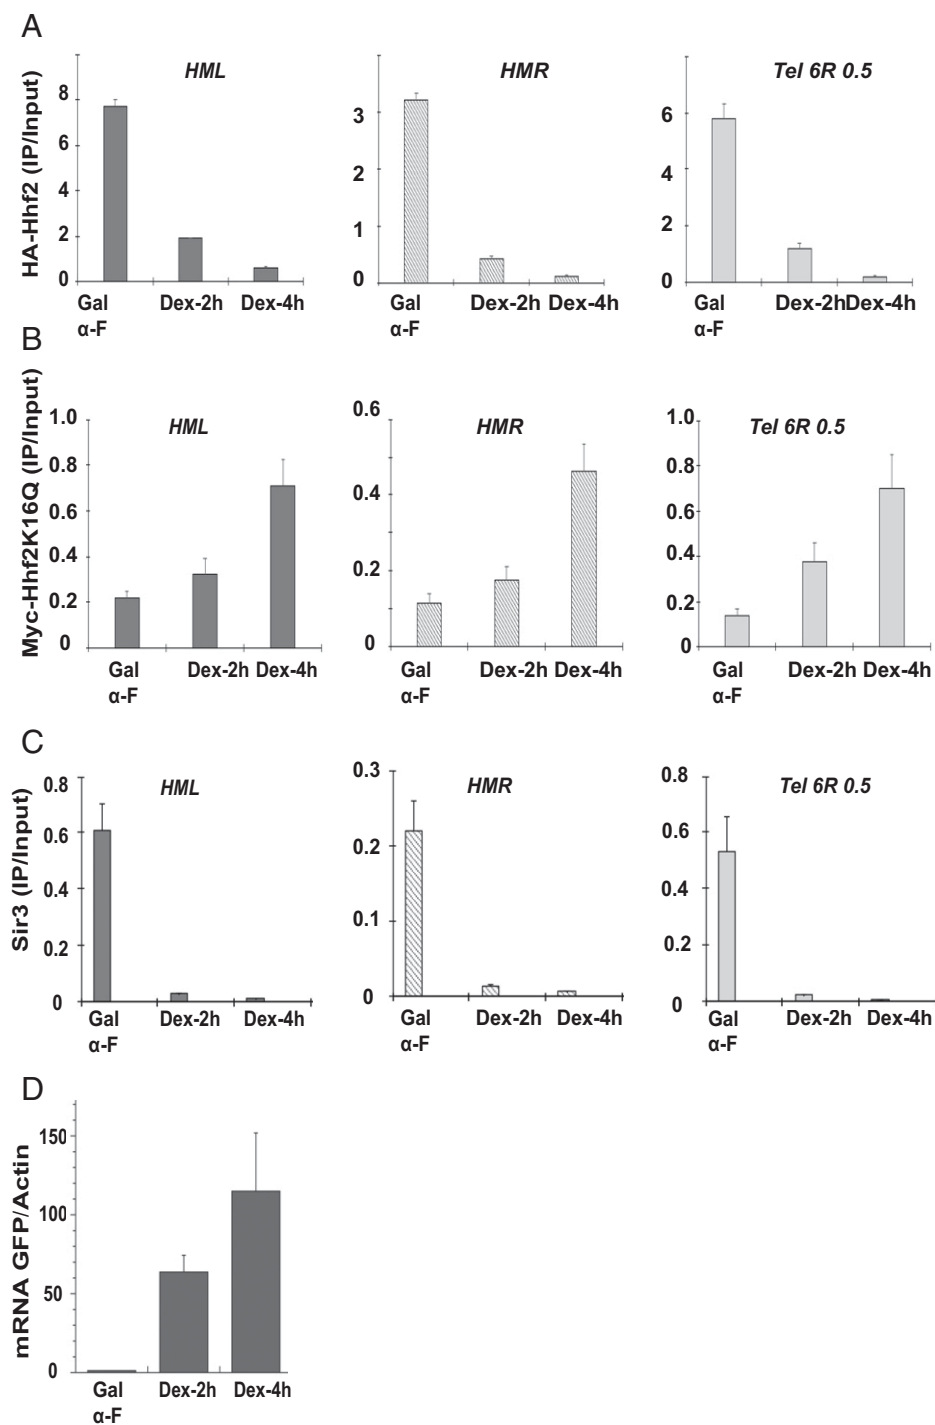 A
HA-Hhf2 (IP/Input)
HML
8
6
4
2
0
Gal
α-F
Dex-2h
Dex-4h
HMR
3
2
1
0
Gal
α-F
Dex-2h
Dex-4h
Tel 6R 0.5
6
4
2
0
Gal
α-F
Dex-2h
Dex-4h
B
Myc-Hhf2K16Q (IP/Input)
HML
1.0
0.8
0.6
0.4
0.2
0
Gal
α-F
Dex-2h
Dex-4h
HMR
0.6
0.4
0.2
0
Gal
α-F
Dex-2h
Dex-4h
Tel 6R 0.5
1.0
0.8
0.6
0.4
0.2
0
Gal
α-F
Dex-2h
Dex-4h
C
Sir3 (IP/Input)
HML
0.8
0.6
0.4
0.2
0
Gal
α-F
Dex-2h
Dex-4h
HMR
0.3
0.2
0.1
0
Gal
α-F
Dex-2h
Dex-4h
Tel 6R 0.5
0.8
0.6
0.4
0.2
0
Gal
α-F
Dex-2h
Dex-4h
D
mRNA GFP/Actin
150
100
50
0
Gal
α-F
Dex-2h
Dex-4h